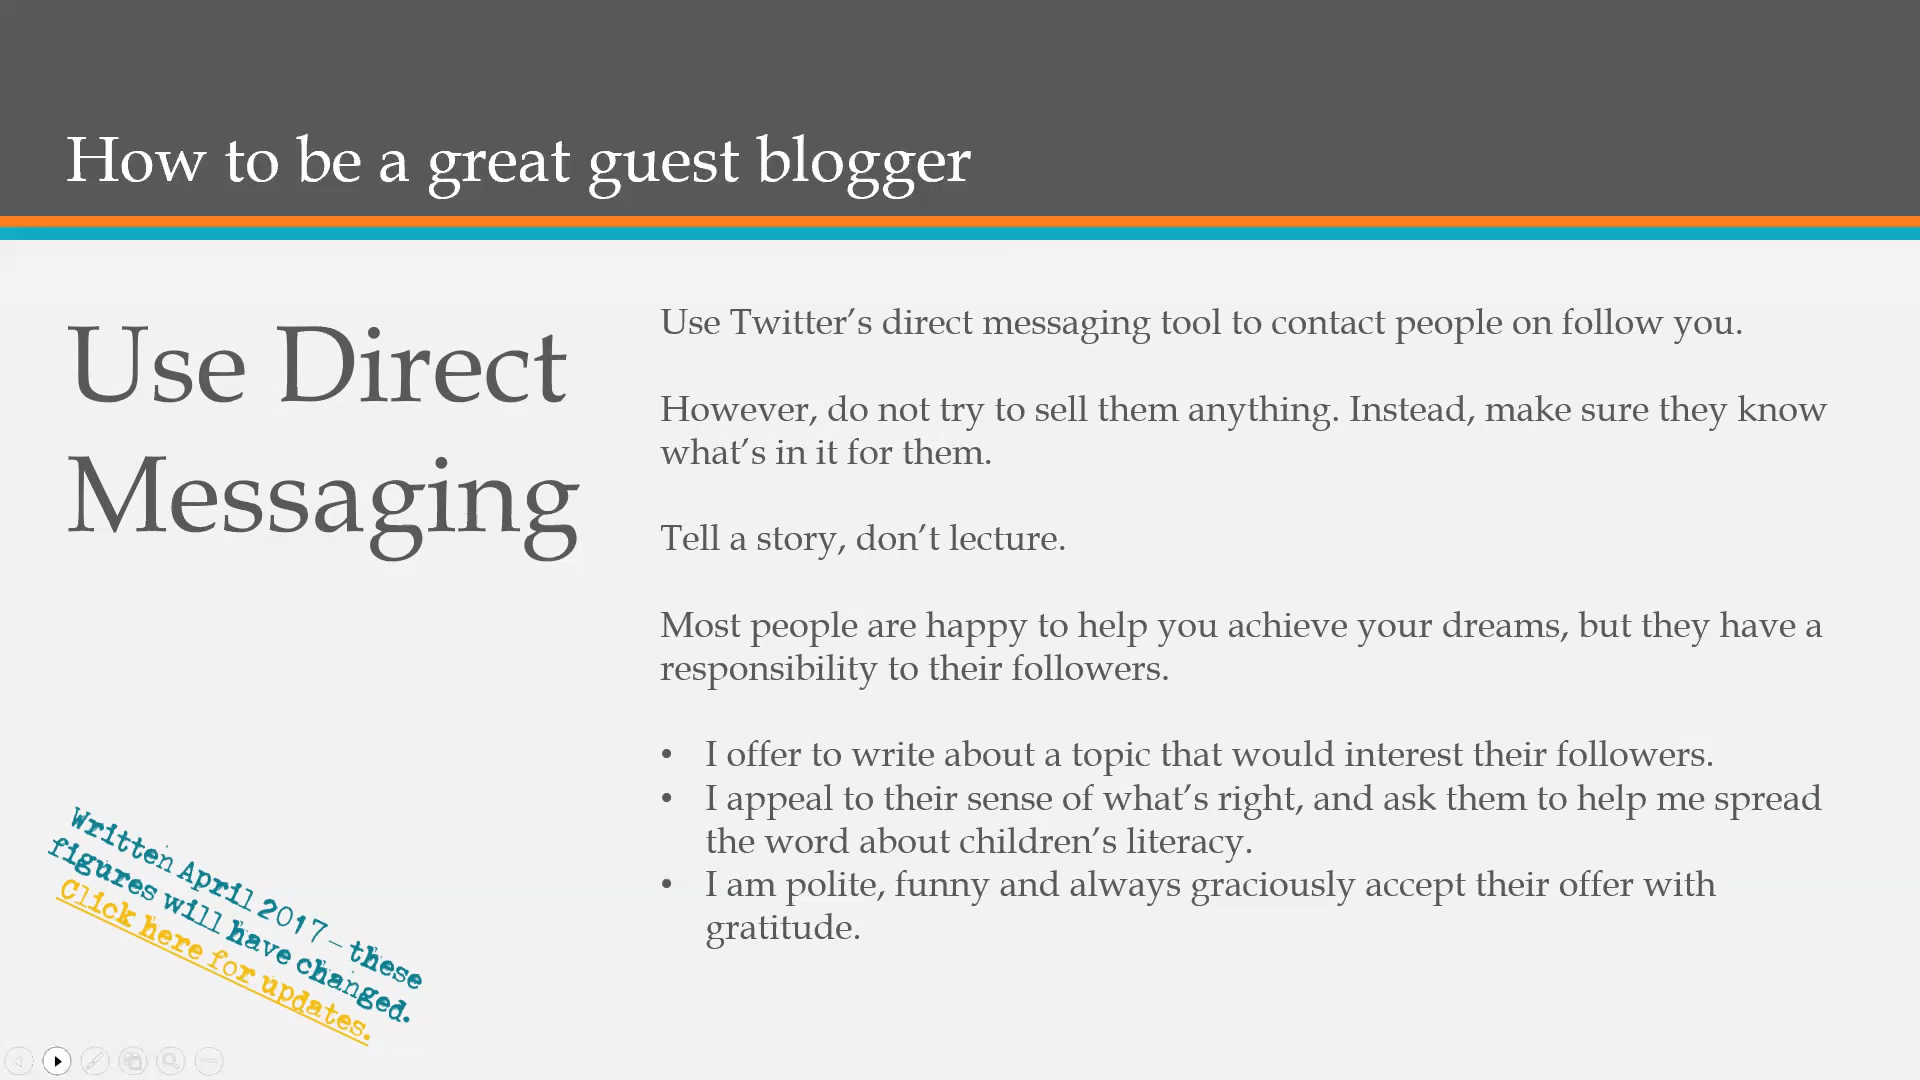 How to be a great guest blogger
Use Direct
Messaging
Use Twitter’s direct messaging tool to contact people on follow you.
However, do not try to sell them anything. Instead, make sure they know
what’s in it for them.
Tell a story, don’t lecture.
Most people are happy to help you achieve your dreams, but they have a
responsibility to their followers.
• I offer to write about a topic that would interest their followers.
• I appeal to their sense of what’s right, and ask them to help me spread
the word about children’s literacy.
• I am polite, funny and always graciously accept their offer with
gratitude.
Written April 2017 – these
figures will have changed.
Click here for updates.